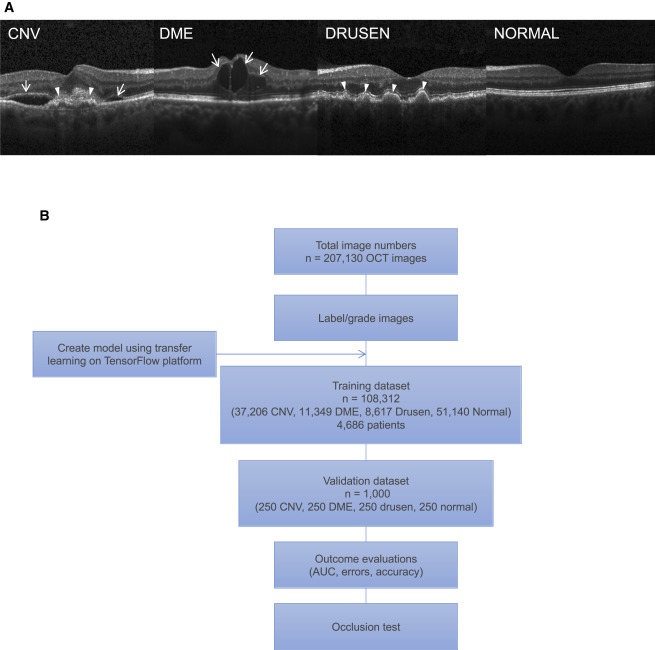 A
CNV
DME
DRUSEN
NORMAL
B
Total image numbers
n = 207,130 OCT images
Label/grade images
Create model using transfer
learning on TensorFlow platform
Training dataset
n = 108,312
(37,206 CNV, 11,349 DME, 8,617 Drusen, 51,140 Normal)
4,686 patients
Validation dataset
n = 1,000
(250 CNV, 250 DME, 250 drusen, 250 normal)
Outcome evaluations
(AUC, errors, accuracy)
Occlusion test